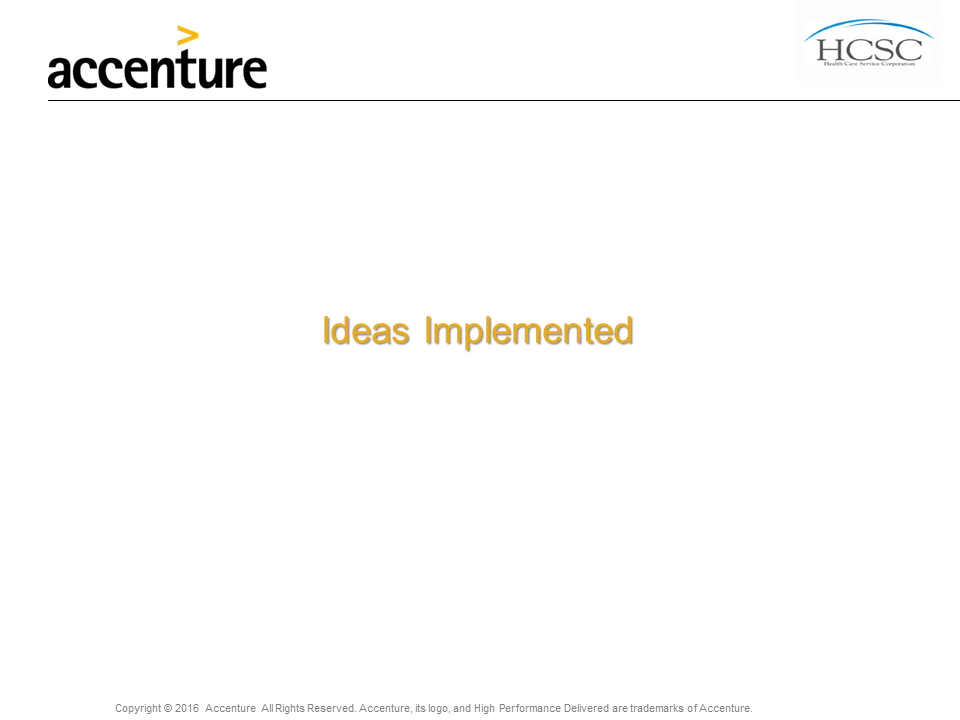 accenture
HCSC
Health Care Service Corporation
Ideas Implemented
Copyright © 2016 Accenture All Rights Reserved. Accenture, its logo, and High Performance Delivered are trademarks of Accenture.